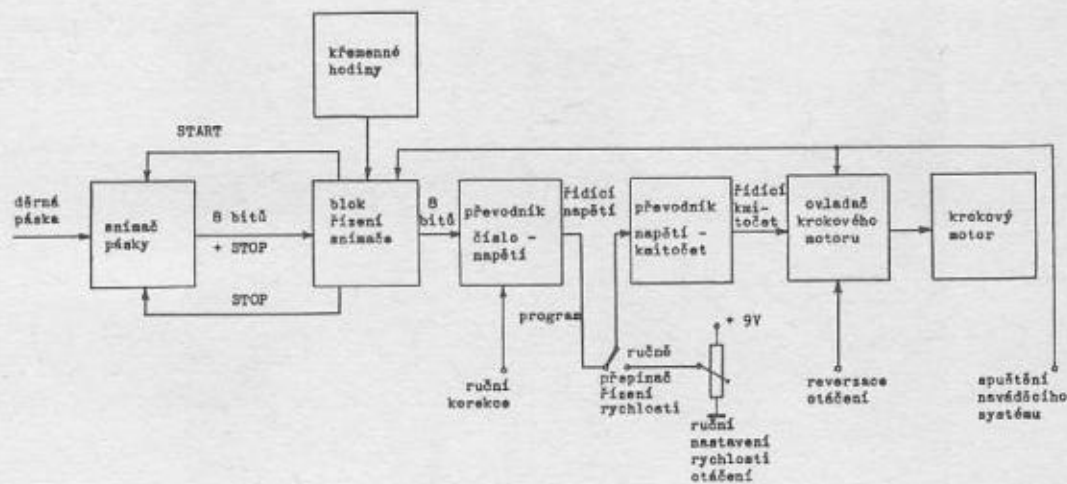 křemenné
hodiny
START
děrná
páska
snímač
pásky
8 bitů
+ STOP
STOP
blok
řízení
snímače
8
bitů
převodník
číslo -
napětí
řídící
napětí
převodník
napětí -
kmitočet
řídící
kmi-
točet
ovladač
krokového
motoru
krokový
motor
program
+ 9V
ručně
přepínač
řízení
rychlosti
ruční
korekce
ruční
nastavení
rychlosti
otáčení
reversace
otáčení
spuštění
naváděcího
systému